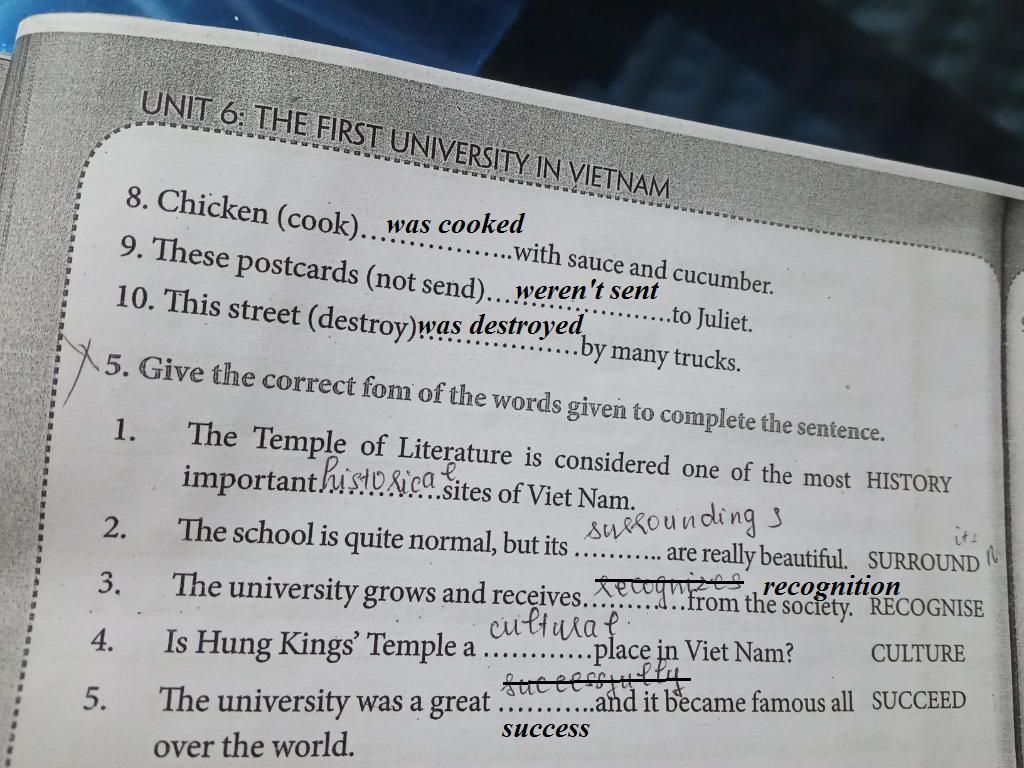 UNIT 6: THE FIRST UNIVERSITY IN VIETNAM
8. Chicken (cook)... was cooked ............with sauce and cucumber.
9. These postcards (not send).... weren't sent ...............to Juliet.
10. This street (destroy) was destroyed ................by many trucks.
5. Give the correct fom of the words given to complete the sentence.
1. The Temple of Literature is considered one of the most HISTORY
important historical sites of Viet Nam.
surroundings
2. The school is quite normal, but its ........... are really beautiful. SURROUND its N
recognizes recognition
3. The university grows and receives...........from the society. RECOGNISE
cultural
4. Is Hung Kings' Temple a ............place in Viet Nam? CULTURE
successfully
5. The university was a great ...........and it became famous all SUCCEED
success
over the world.